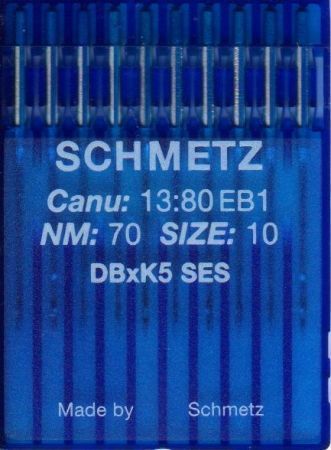 SCHMETZ
Canu: 13:80 EB1
NM: 70 SIZE: 10
DBxK5 SES
Made by Schmetz